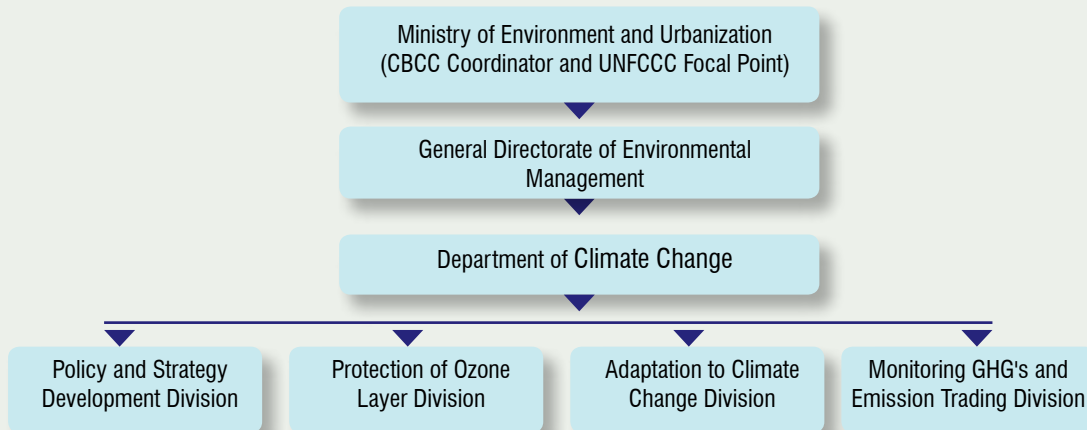 Ministry of Environment and Urbanization
(CBCC Coordinator and UNFCCC Focal Point)
General Directorate of Environmental
Management
Department of Climate Change
Policy and Strategy
Development Division
Protection of Ozone
Layer Division
Adaptation to Climate
Change Division
Monitoring GHG's and
Emission Trading Division